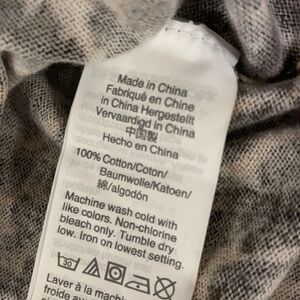 Made in China
Fabriqué en Chine
in China Hergestellt
Vervaardigd in China
中国製
Hecho en China
100% Cotton/Coton/
Baumwolle/Katoen/
綿/algodón
Machine wash cold with
like colors. Non-chlorine
bleach only. Tumble dry
low. Iron on lowest setting.
30
Laver à la machine
froide avec